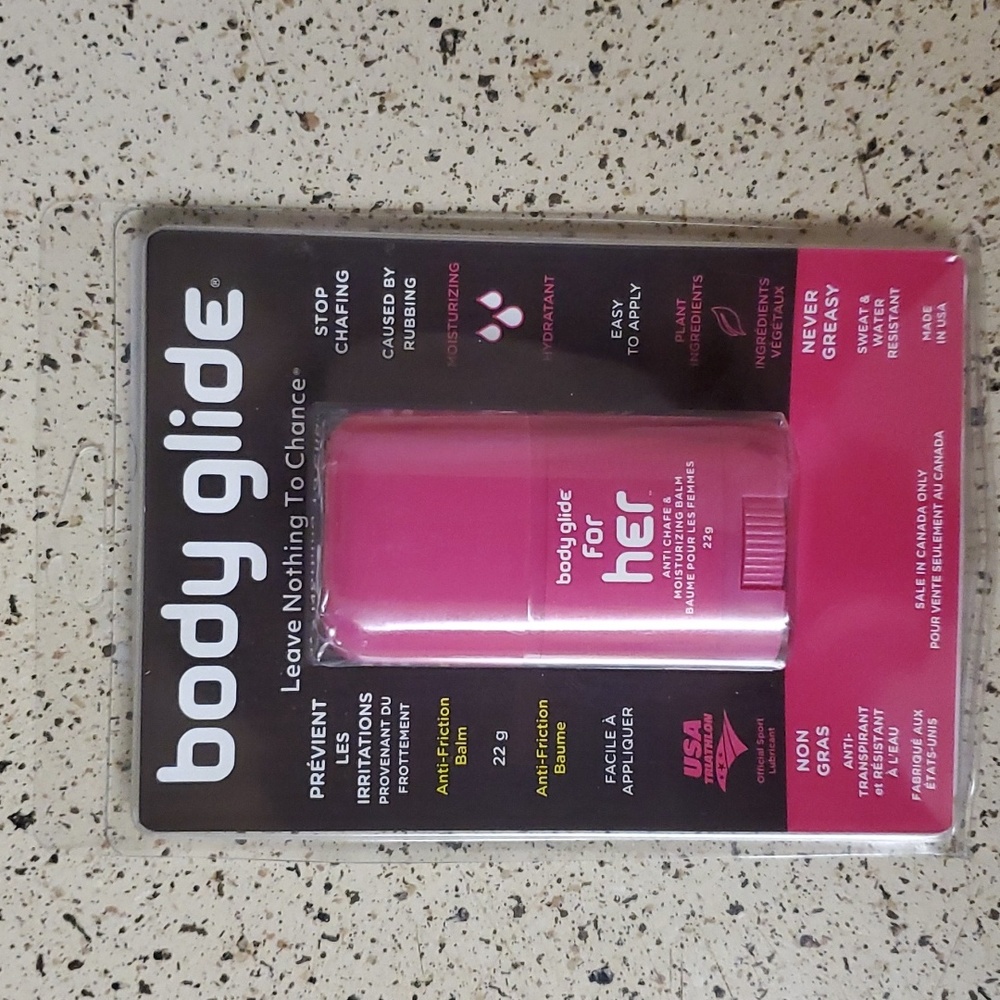 body glide®
Leave Nothing To Chance®
PRÉVIENT
LES
IRRITATIONS
PROVENANT DU
FROTTEMENT
Anti-Friction
Balm
22 g
Anti-Friction
Baume
FACILE À
APPLIQUER
USA
TRIATHLON
Official Sport
Lubricant
NON
GRAS
ANTI-
TRANSPIRANT
et RÉSISTANT
À L'EAU
FABRIQUÉ AUX
ÉTATS-UNIS
body glide
for
her™
ANTI CHAFE &
MOISTURIZING BALM
BAUME POUR LES FEMMES
22g
SALE IN CANADA ONLY
POUR VENTE SEULEMENT AU CANADA
STOP
CHAFING
CAUSED BY
RUBBING
MOISTURIZING
HYDRATANT
EASY
TO APPLY
PLANT
INGREDIENTS
INGRÉDIENTS
VÉGÉTAUX
NEVER
GREASY
SWEAT &
WATER
RESISTANT
MADE
IN USA